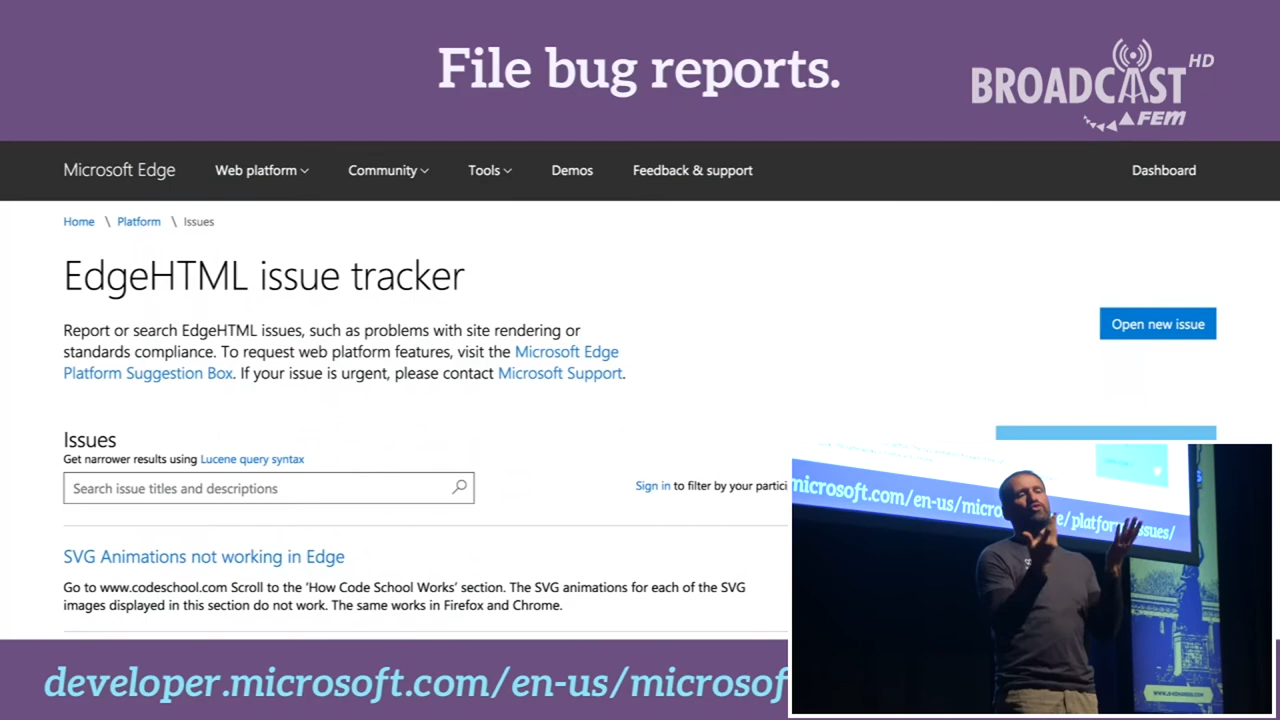 File bug reports.
BROADCAST HD
FEM
Microsoft Edge Web platform Community Tools Demos Feedback & support Dashboard
Home \ Platform \ Issues
EdgeHTML issue tracker
Report or search EdgeHTML issues, such as problems with site rendering or
standards compliance. To request web platform features, visit the Microsoft Edge
Platform Suggestion Box. If your issue is urgent, please contact Microsoft Support.
Open new issue
Issues
Get narrower results using Lucene query syntax
Search issue titles and descriptions
Sign in to filter by your partici
SVG Animations not working in Edge
Go to www.codeschool.com Scroll to the 'How Code School Works' section. The SVG animations for each of the SVG
images displayed in this section do not work. The same works in Firefox and Chrome.
microsoft.com/en-us/micro e/platform issues/
developer.microsoft.com/en-us/microsof